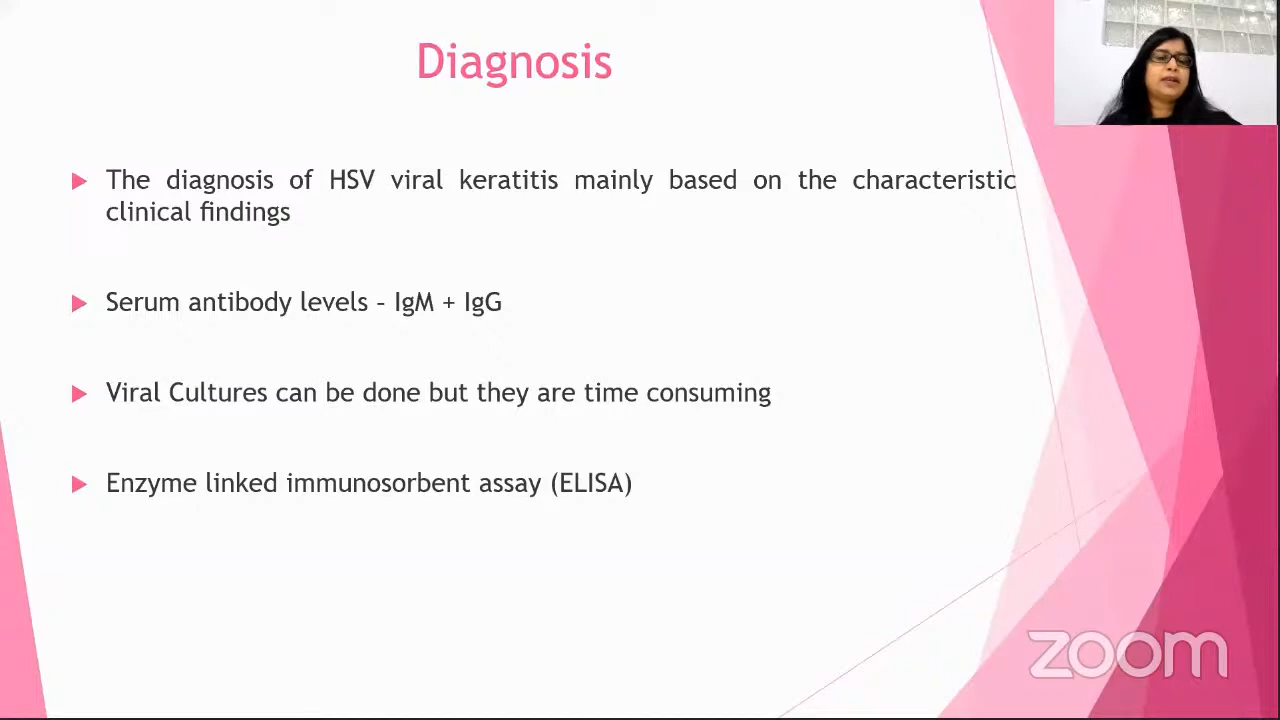 Diagnosis
The diagnosis of HSV viral keratitis mainly based on the characteristic
clinical findings
Serum antibody levels – IgM + IgG
Viral Cultures can be done but they are time consuming
Enzyme linked immunosorbent assay (ELISA)
zoom